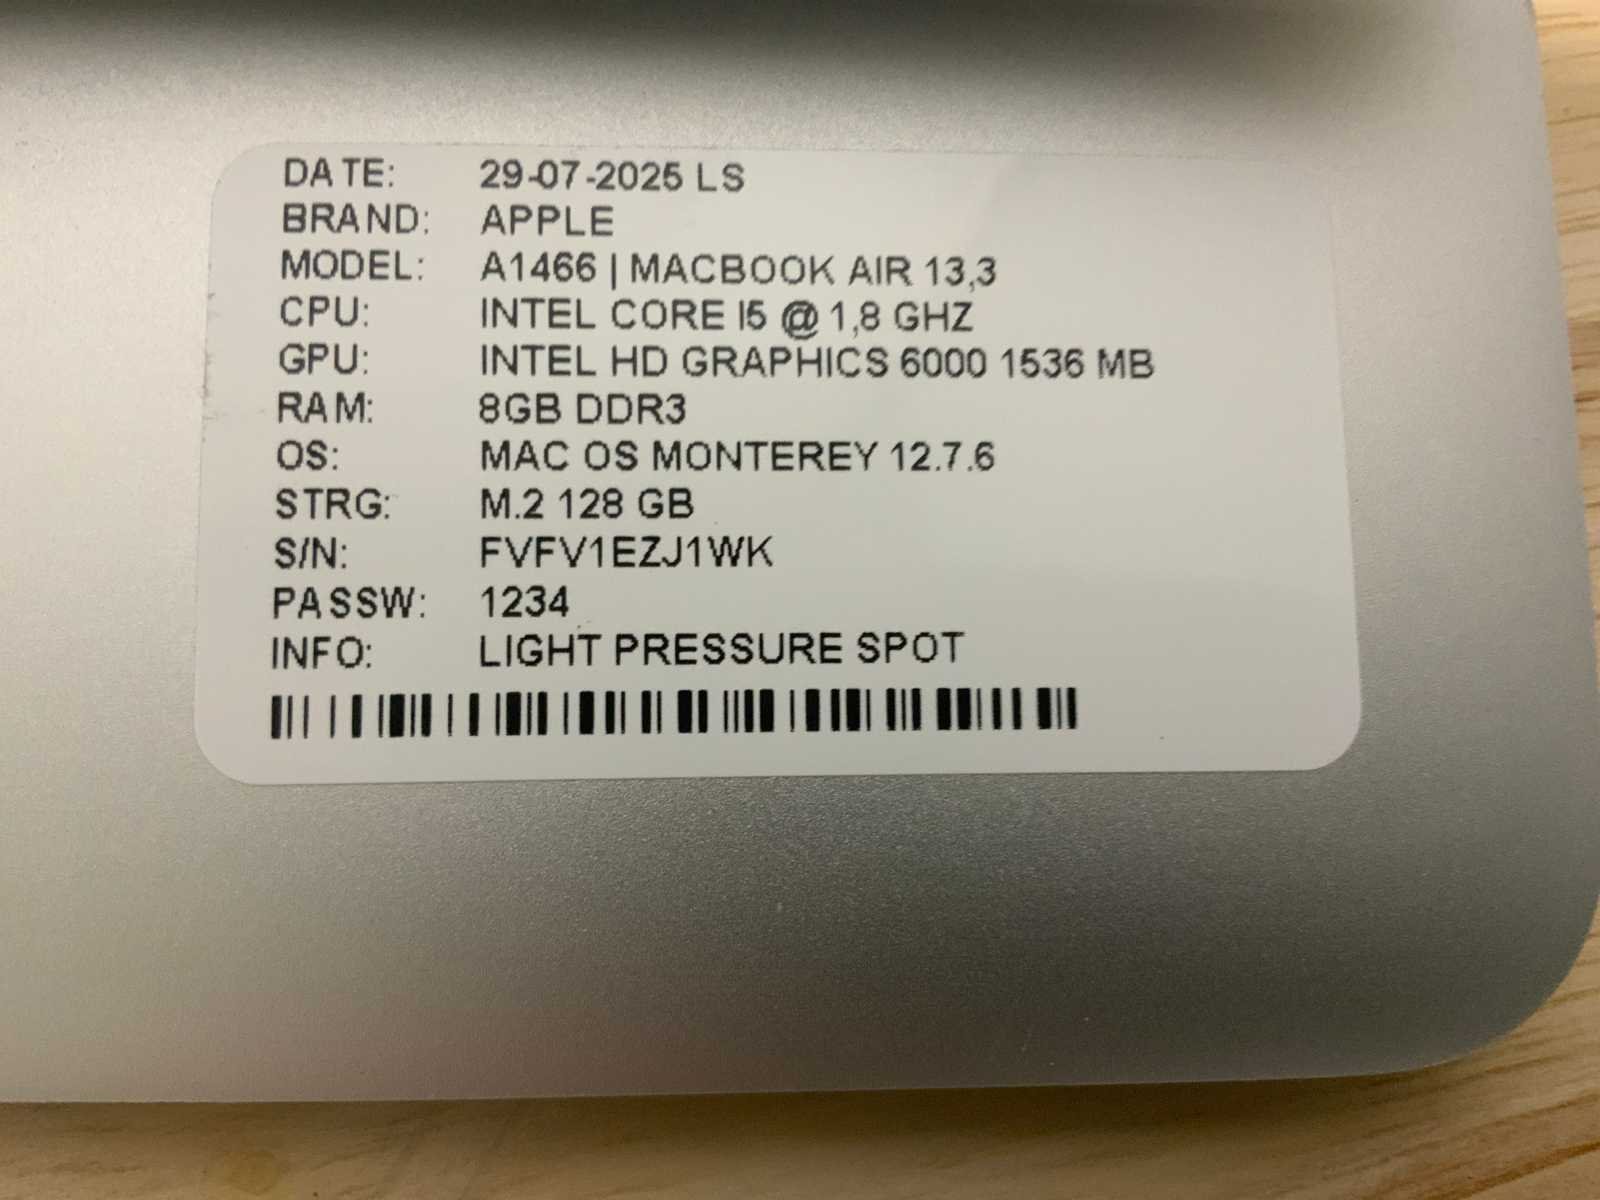 DATE: 29-07-2025 LS
BRAND: APPLE
MODEL: A1466 | MACBOOK AIR 13,3
CPU: INTEL CORE I5 @ 1,8 GHZ
GPU: INTEL HD GRAPHICS 6000 1536 MB
RAM: 8GB DDR3
OS: MAC OS MONTEREY 12.7.6
STRG: M.2 128 GB
S/N: FVFV1EZJ1WK
PASSW: 1234
INFO: LIGHT PRESSURE SPOT